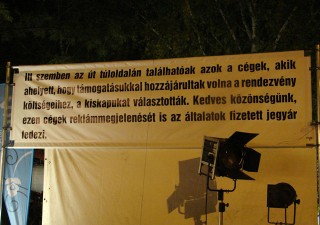 Itt szemben az út túloldalán találhatóak azok a cégek, akik
ahelyett, hogy támogatásukkal hozzájárultak volna a rendezvény
költségeihez, a kiskapukat választották. Kedves közönségünk,
ezen cégek reklámmegjelenését is az általatok fizetett jegyár
fedezi.